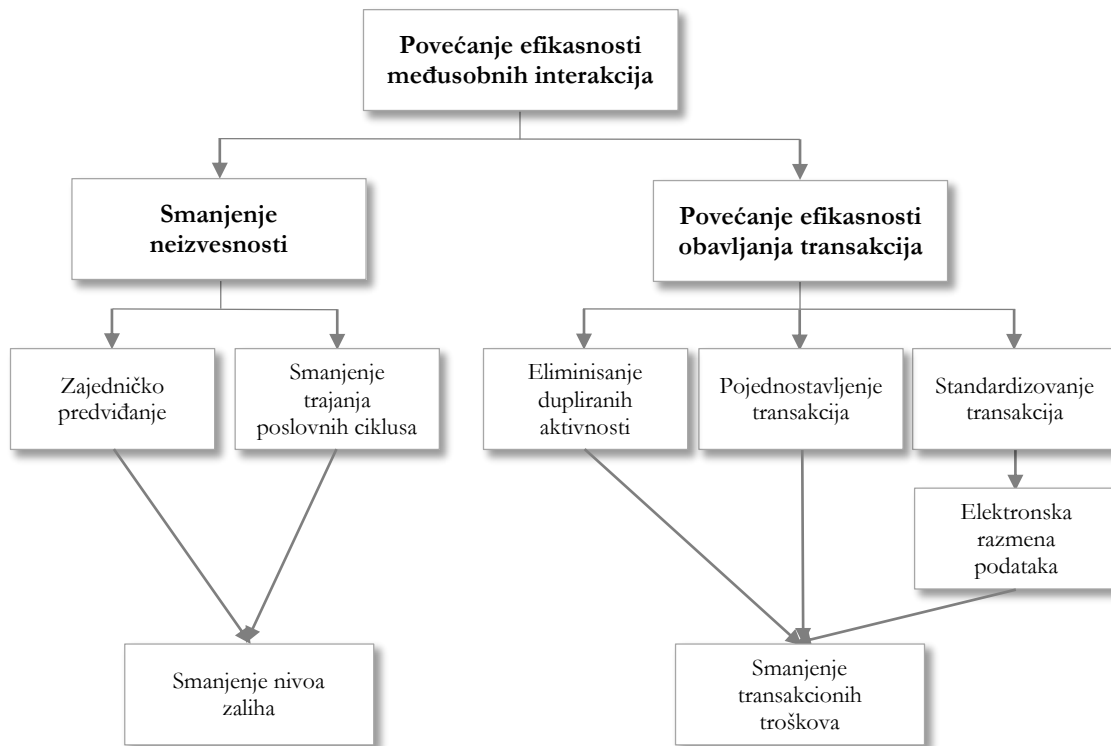 Povećanje efikasnosti
međusobnih interakcija
Smanjenje
neizvesnosti
Povećanje efikasnosti
obavljanja transakcija
Zajedničko
predviđanje
Smanjenje
trajanja
poslovnih ciklusa
Eliminisanje
dupliranih
aktivnosti
Pojednostavljenje
transakcija
Standardizovanje
transakcija
Elektronska
razmena
podataka
Smanjenje nivoa
zaliha
Smanjenje
transakcionih
troškova